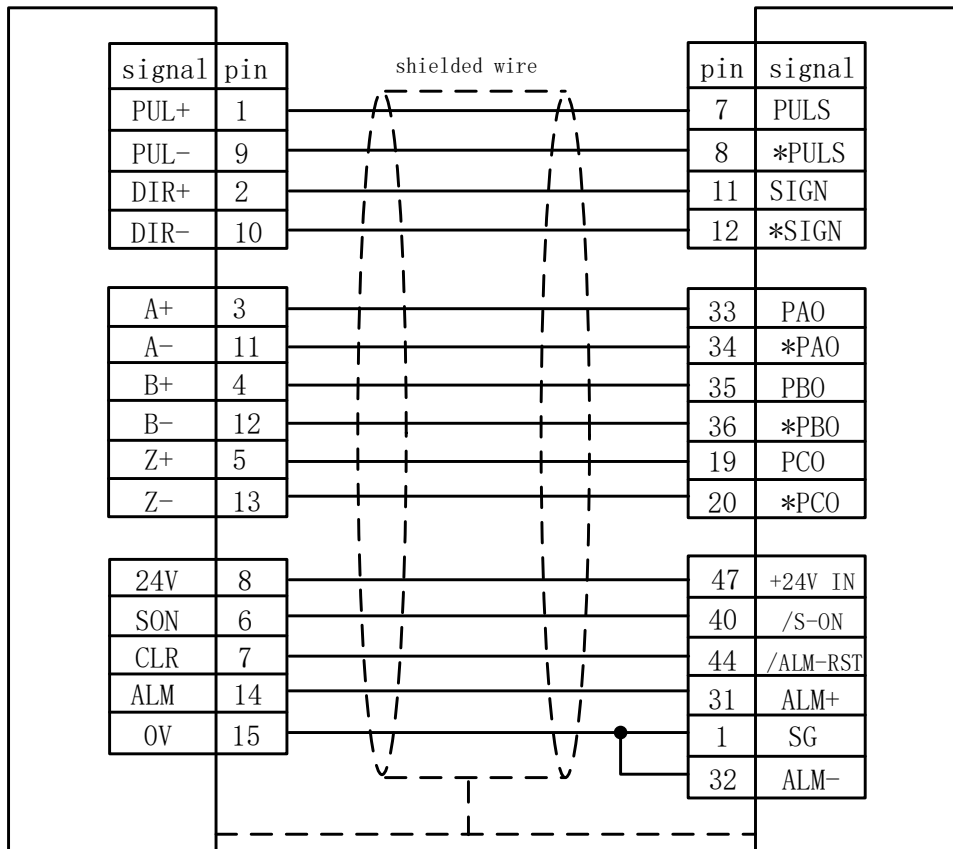 shielded wire
signal pin pin signal
PUL+ 1 7 PULS
PUL- 9 8 *PULS
DIR+ 2 11 SIGN
DIR- 10 12 *SIGN
A+ 3 33 PAO
A- 11 34 *PAO
B+ 4 35 PBO
B- 12 36 *PBO
Z+ 5 19 PCO
Z- 13 20 *PCO
24V 8 47 +24V IN
SON 6 40 /S-ON
CLR 7 44 /ALM-RST
ALM 14 31 ALM+
0V 15 1 SG
32 ALM-